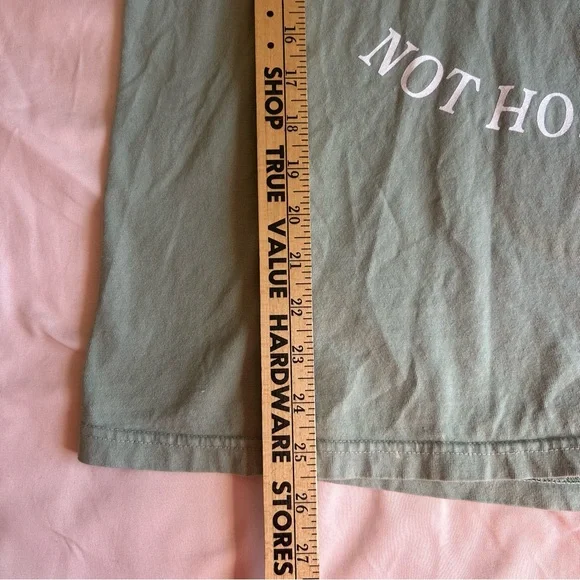 NOT HO
SHOP TRUE VALUE HARDWARE STORES
16 17 18 19 20 21 22 23 24 25 26 27